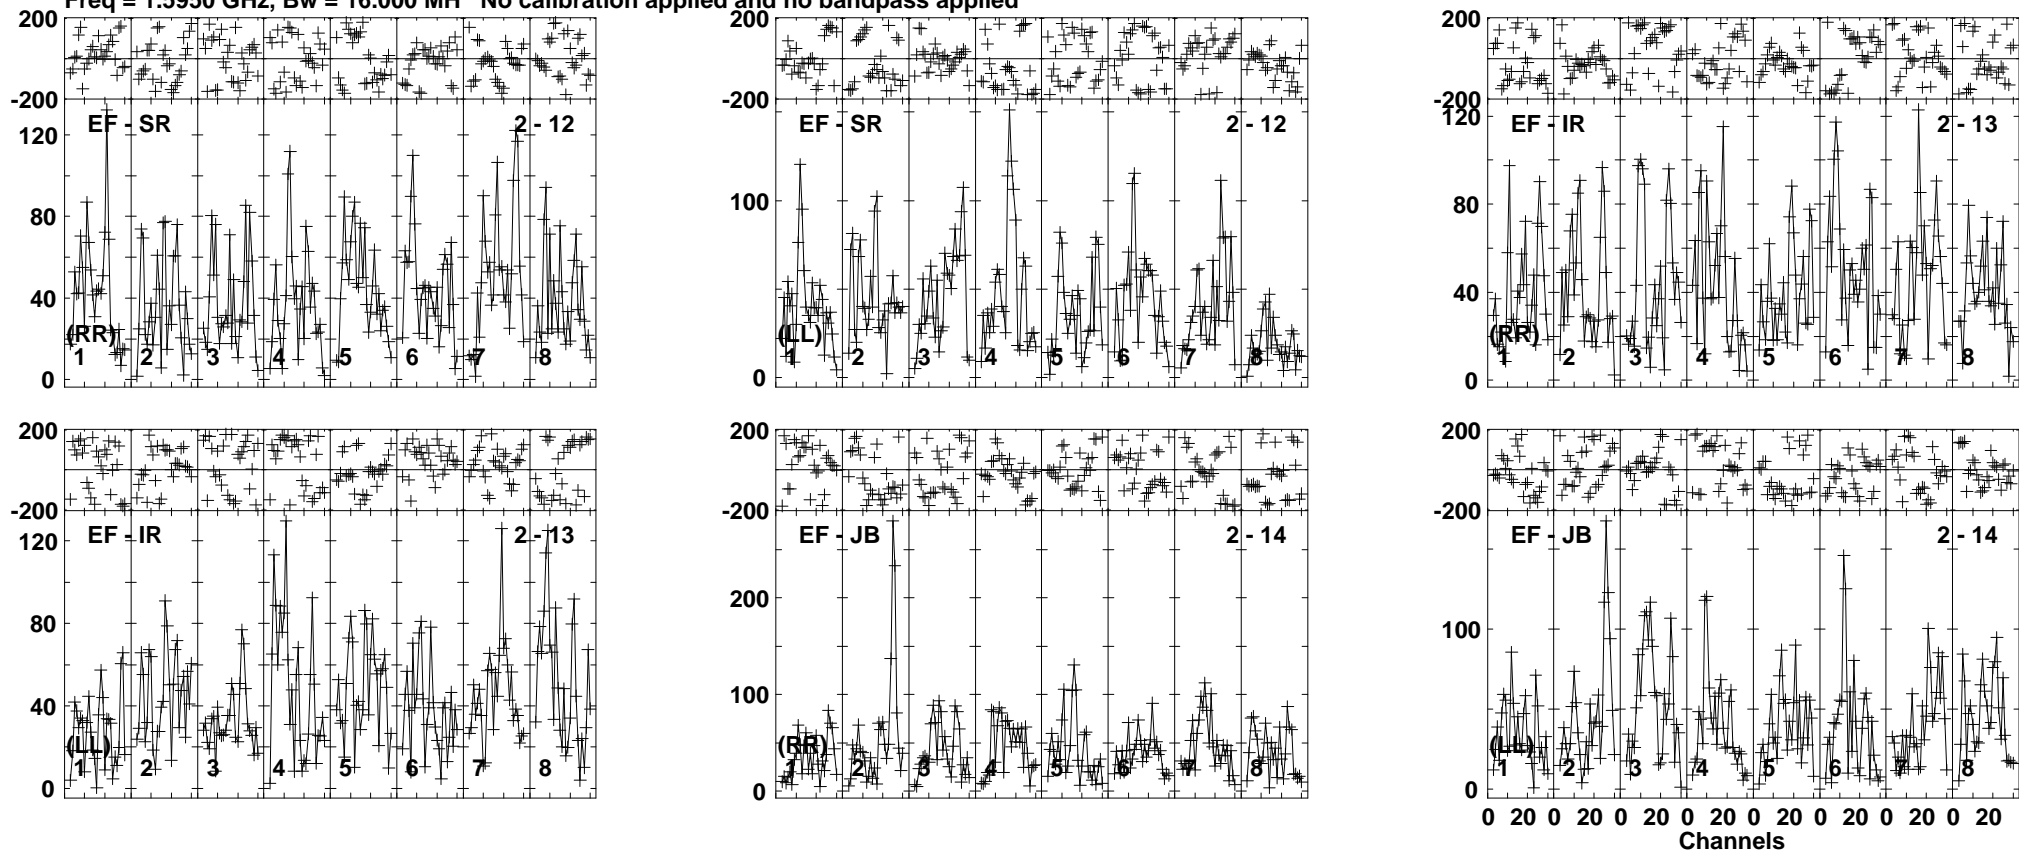 Freq = 1.5950 GHz, Bw = 16.000 MH No calibration applied and no bandpass applied
200
-200
EF - SR 2 - 12
120
80
40
0
(RR)
1 2 3 4 5 6 7 8
200
-200
EF - SR 2 - 12
100
0
(LL)
1 2 3 4 5 6 7 8
200
-200
EF - IR 2 - 13
120
80
40
0
(RR)
1 2 3 4 5 6 7 8
200
-200
EF - IR 2 - 13
120
80
40
0
(LL)
1 2 3 4 5 6 7 8
200
-200
EF - JB 2 - 14
200
100
0
(RR)
1 2 3 4 5 6 7 8
200
-200
EF - JB 2 - 14
100
0
(LL)
1 2 3 4 5 6 7 8
0 20 0 20 0 20 0 20 0 20 0 20 0 20 0 20
Channels